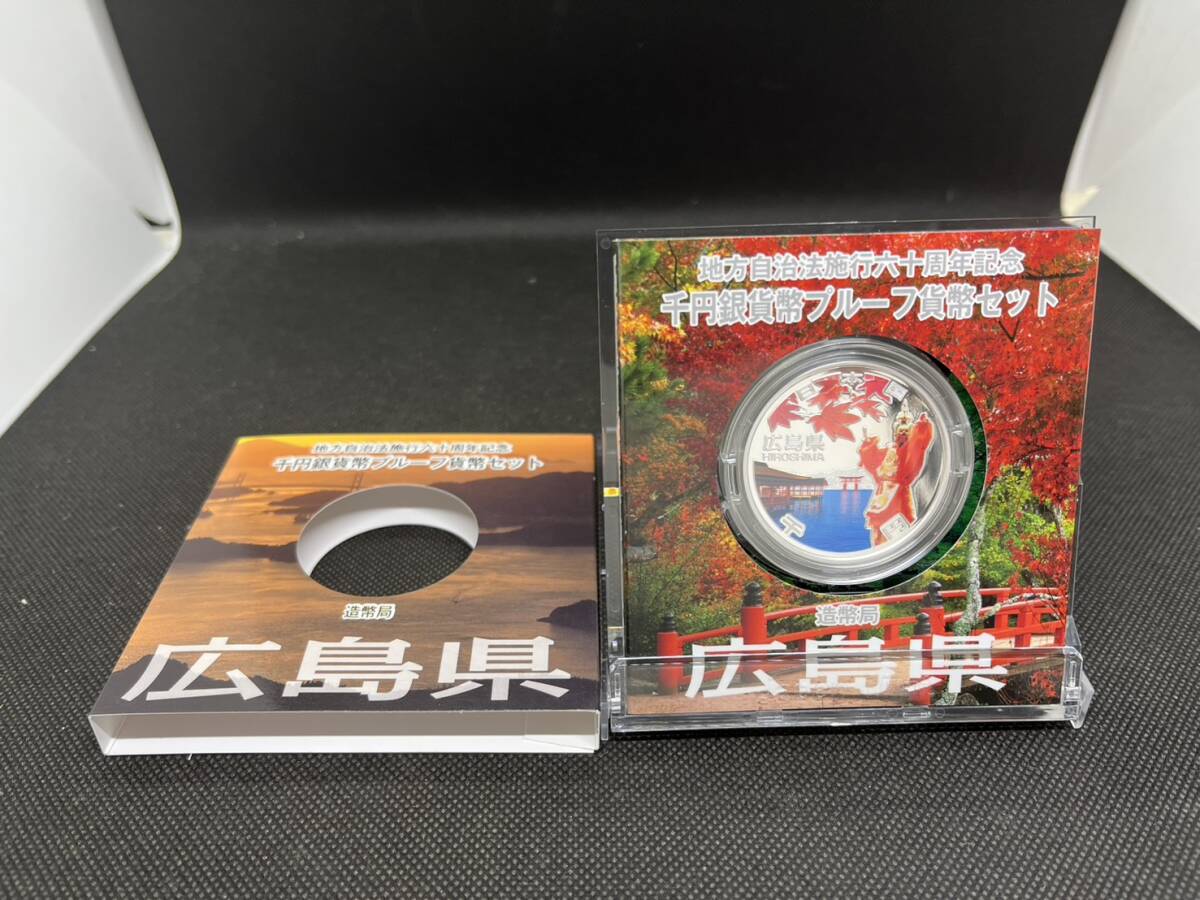 地方自治法施行六十周年記念
千円銀貨幣プルーフ貨幣セット
造幣局
広島県
地方自治法施行六十周年記念
千円銀貨幣プルーフ貨幣セット
日本国
広島県
HIROSHIMA
造幣局
広島県